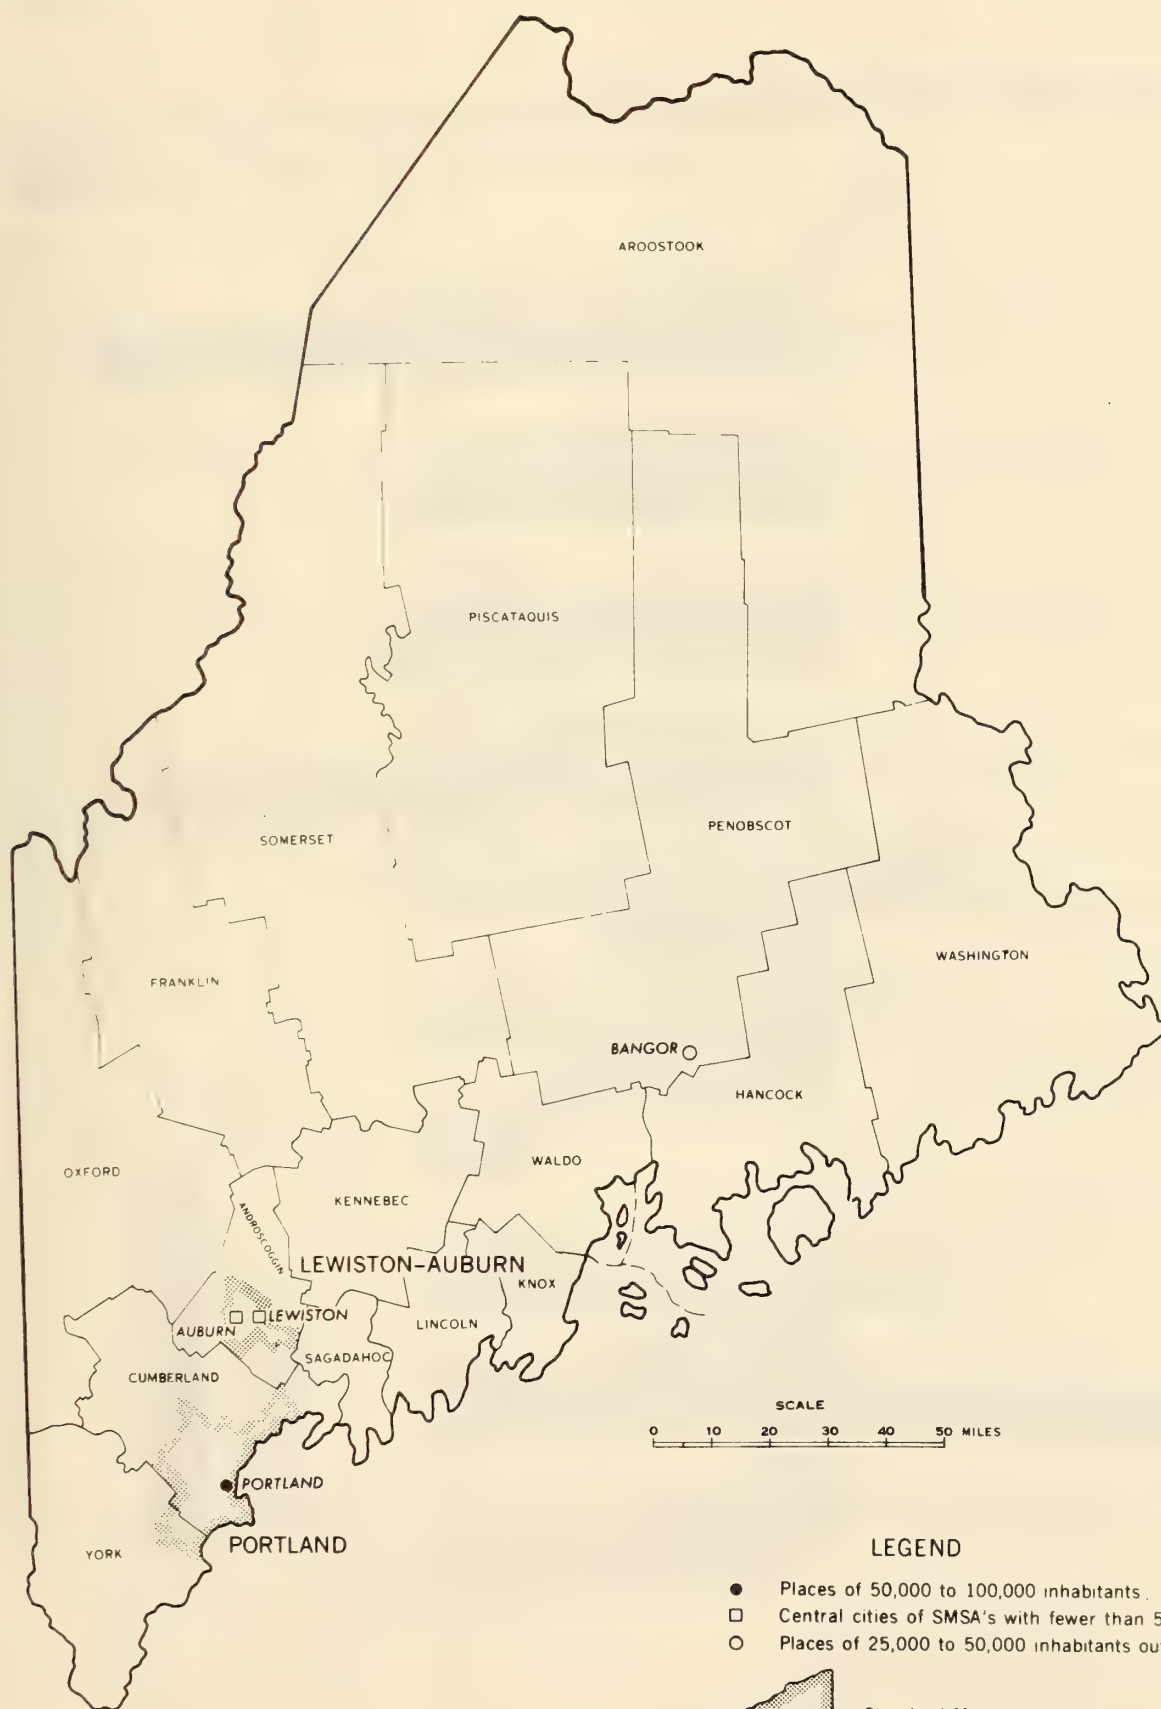 AROOSTOOK
PISCATAQUIS
SOMERSET
PENOBSCOT
WASHINGTON
FRANKLIN
BANGOR
HANCOCK
OXFORD
WALDO
KENNEBEC
ANDROSCOGGIN
LEWISTON-AUBURN
KNOX
LEWISTON
AUBURN
LINCOLN
SAGADAHOC
CUMBERLAND
SCALE
0 10 20 30 40 50 MILES
PORTLAND
PORTLAND
YORK
LEGEND
Places of 50,000 to 100,000 inhabitants
Central cities of SMSA's with fewer than 5
Places of 25,000 to 50,000 inhabitants ou